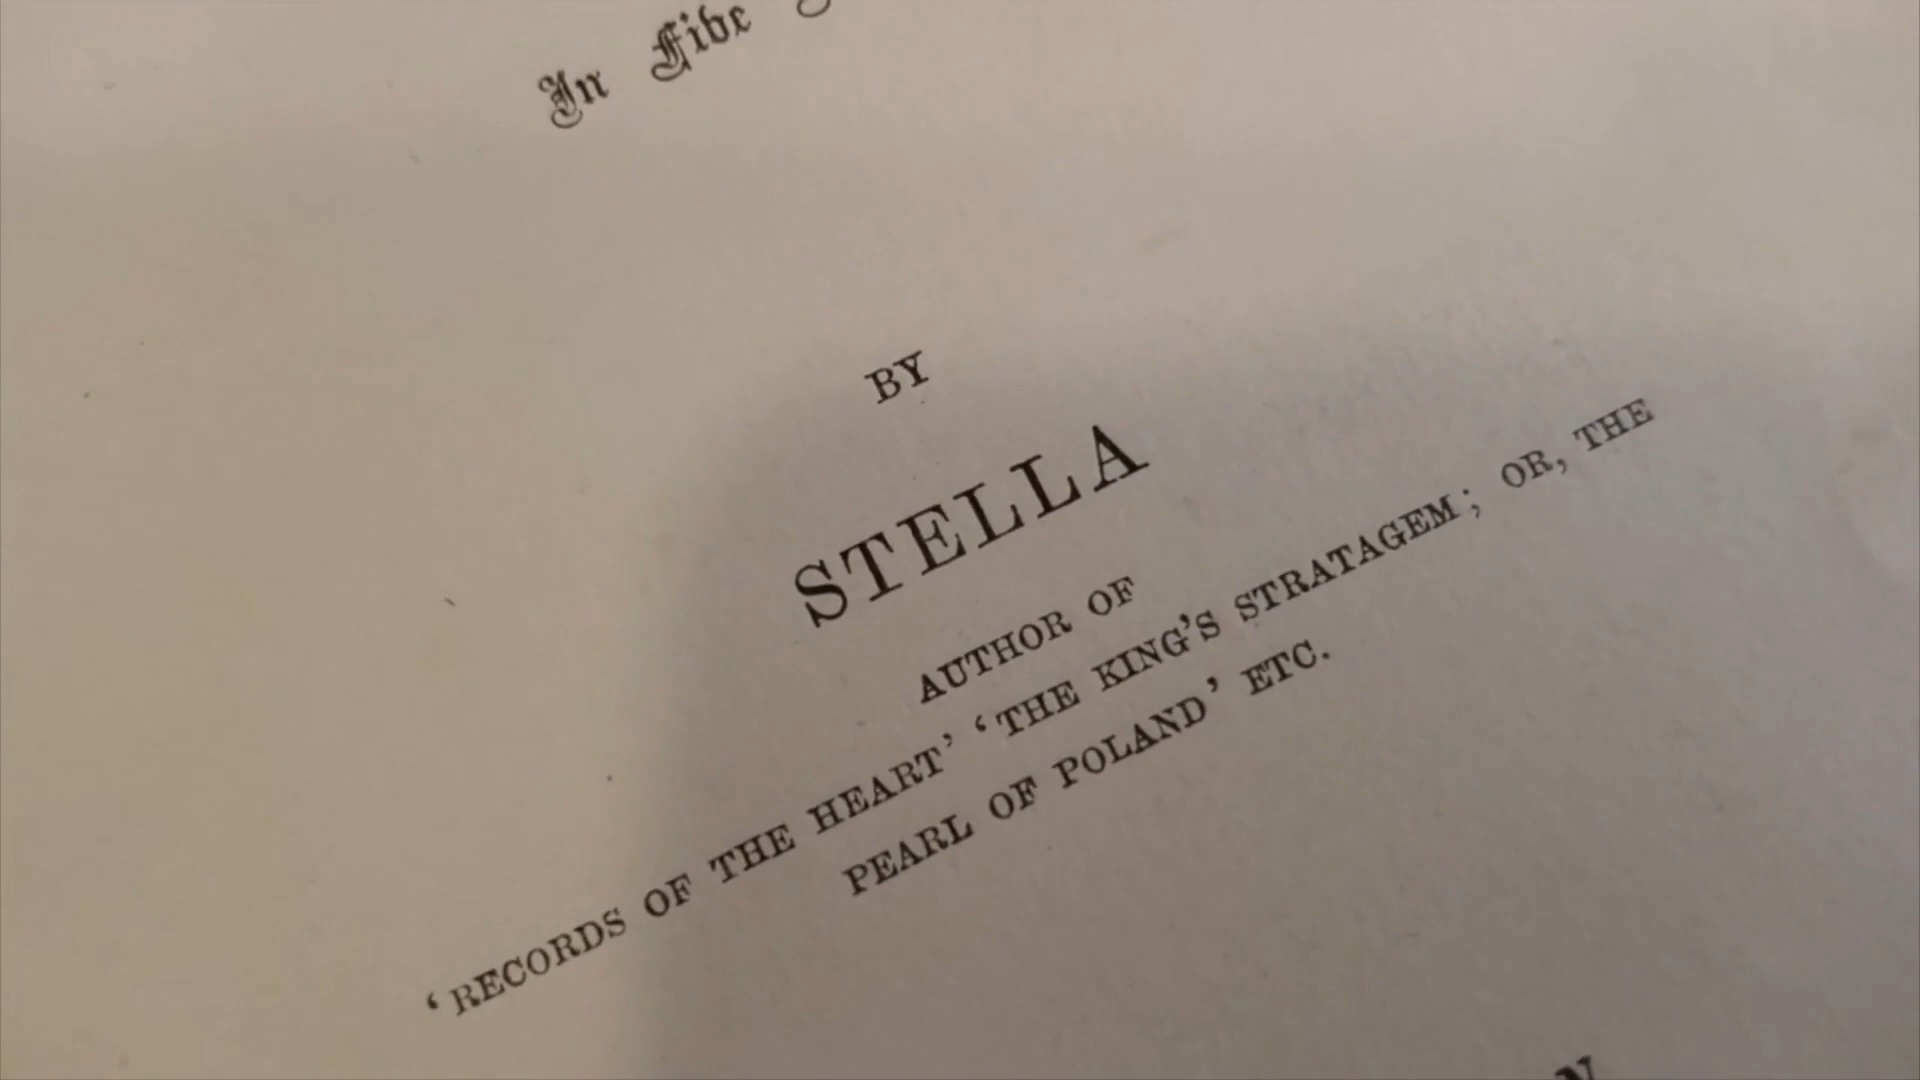 In Five
BY
STELLA
AUTHOR OF
‘RECORDS OF THE HEART’ ‘THE KING’S STRATAGEM; OR, THE
PEARL OF POLAND’ ETC.